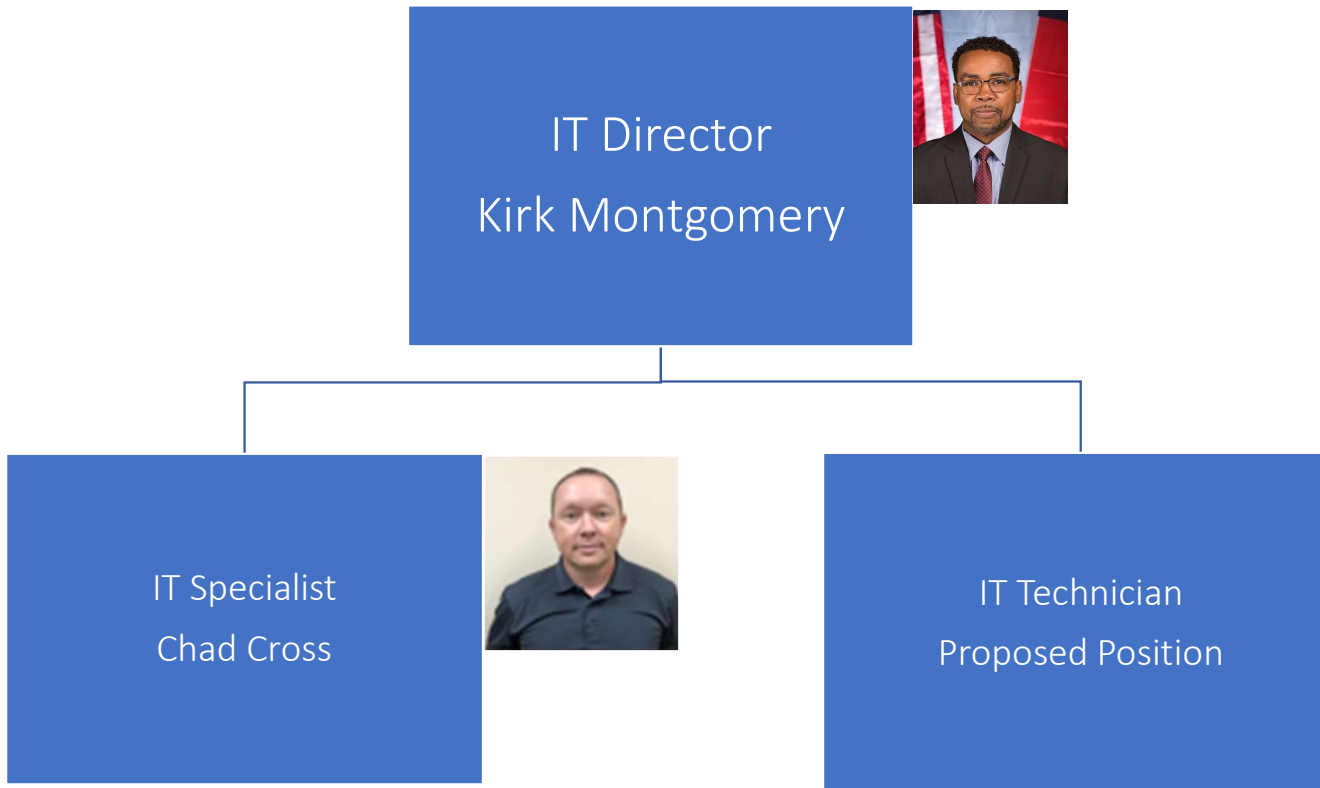 IT Director
Kirk Montgomery
IT Specialist
Chad Cross
IT Technician
Proposed Position